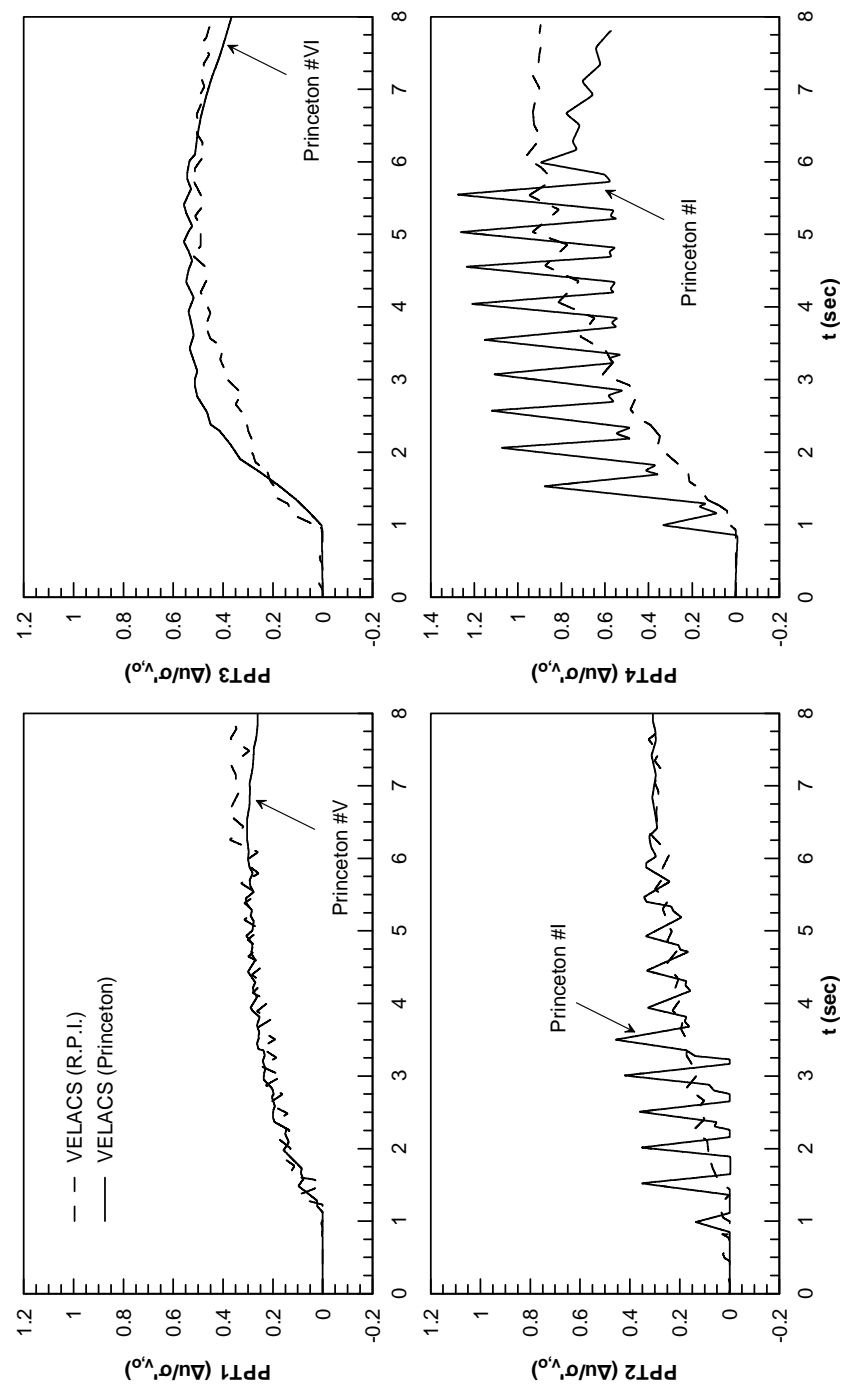 PPT1 (Δu/σ'v,o)
1.2
1
0.8
0.6
0.4
0.2
0
-0.2
VELACS (R.P.I.)
VELACS (Princeton)
Princeton #V
0 1 2 3 4 5 6 7 8
PPT3 (Δu/σ'v,o)
1.2
1
0.8
0.6
0.4
0.2
0
-0.2
Princeton #VI
0 1 2 3 4 5 6 7 8
PPT2 (Δu/σ'v,o)
1.2
1
0.8
0.6
0.4
0.2
0
-0.2
Princeton #I
0 1 2 3 4 5 6 7 8
t (sec)
PPT4 (Δu/σ'v,o)
1.4
1.2
1
0.8
0.6
0.4
0.2
0
-0.2
Princeton #I
0 1 2 3 4 5 6 7 8
t (sec)